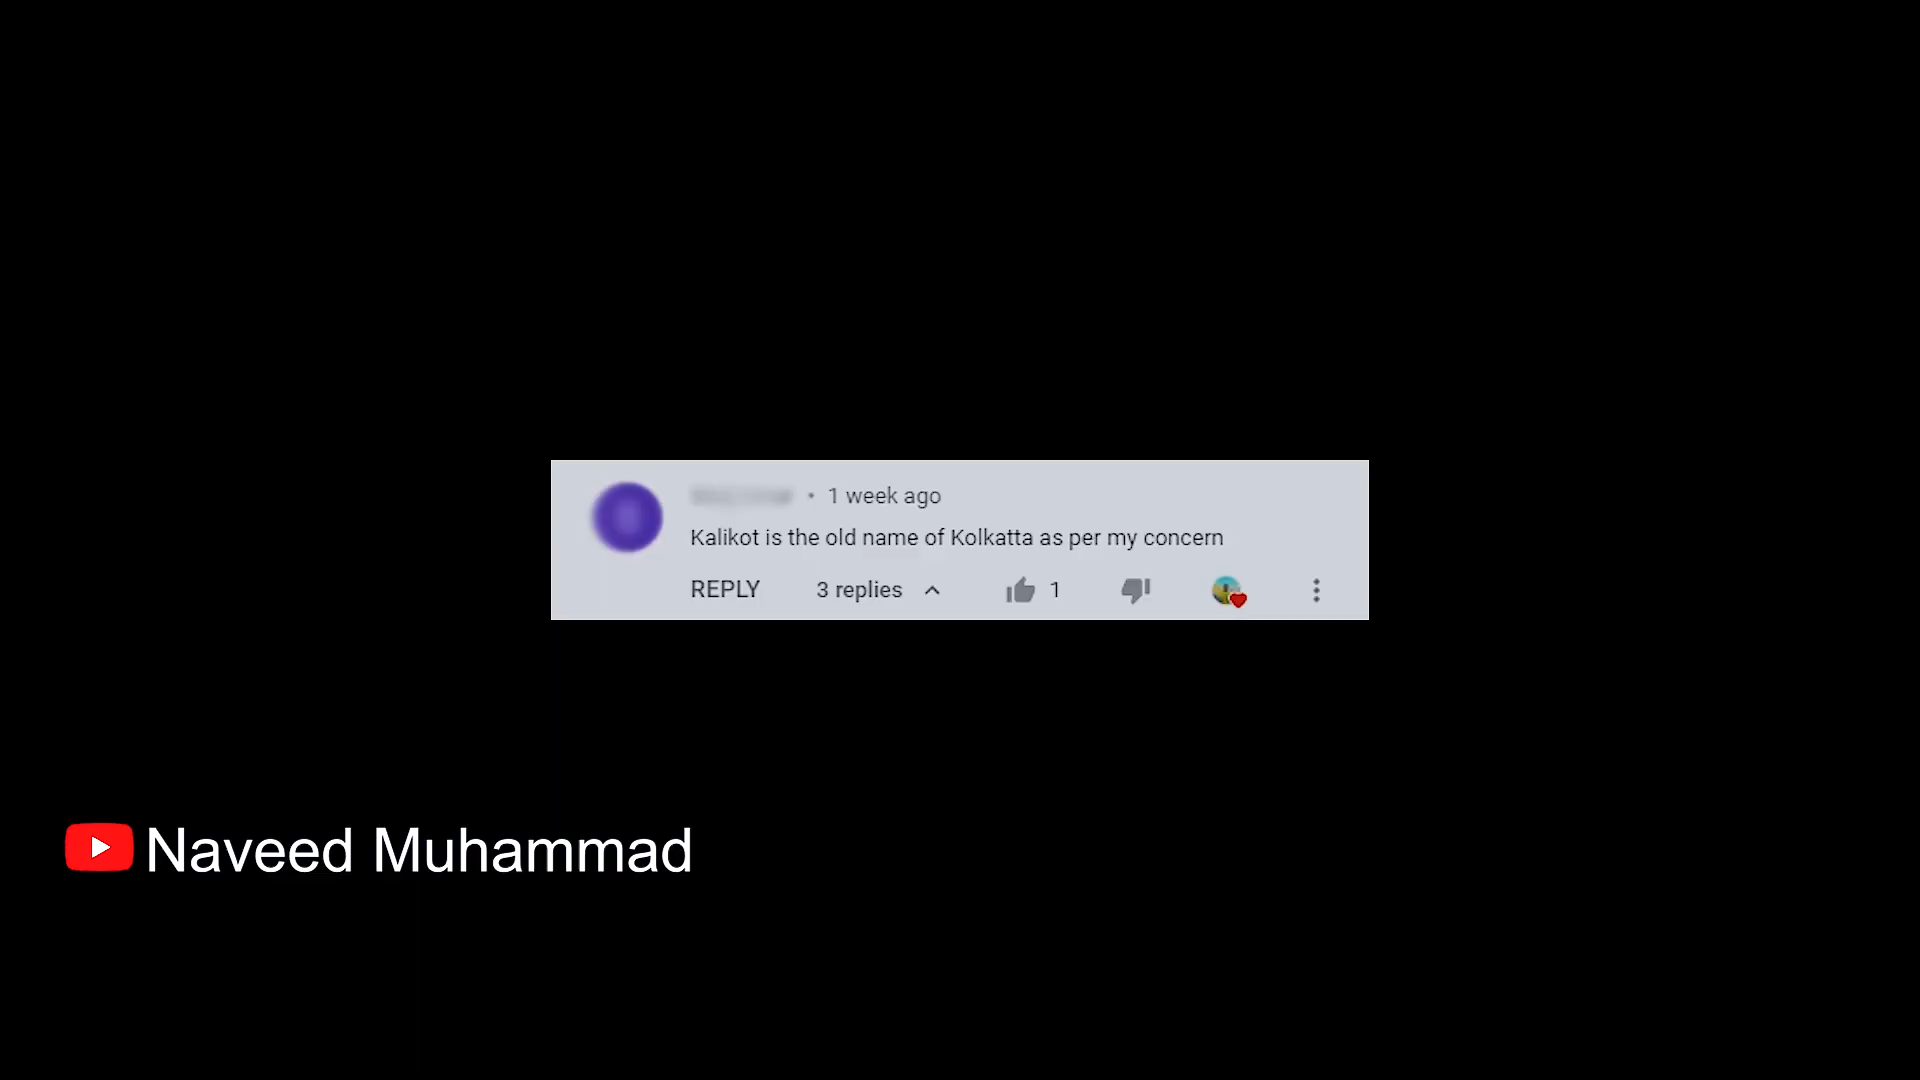 • 1 week ago
Kalikot is the old name of Kolkatta as per my concern
REPLY 3 replies 1
Naveed Muhammad